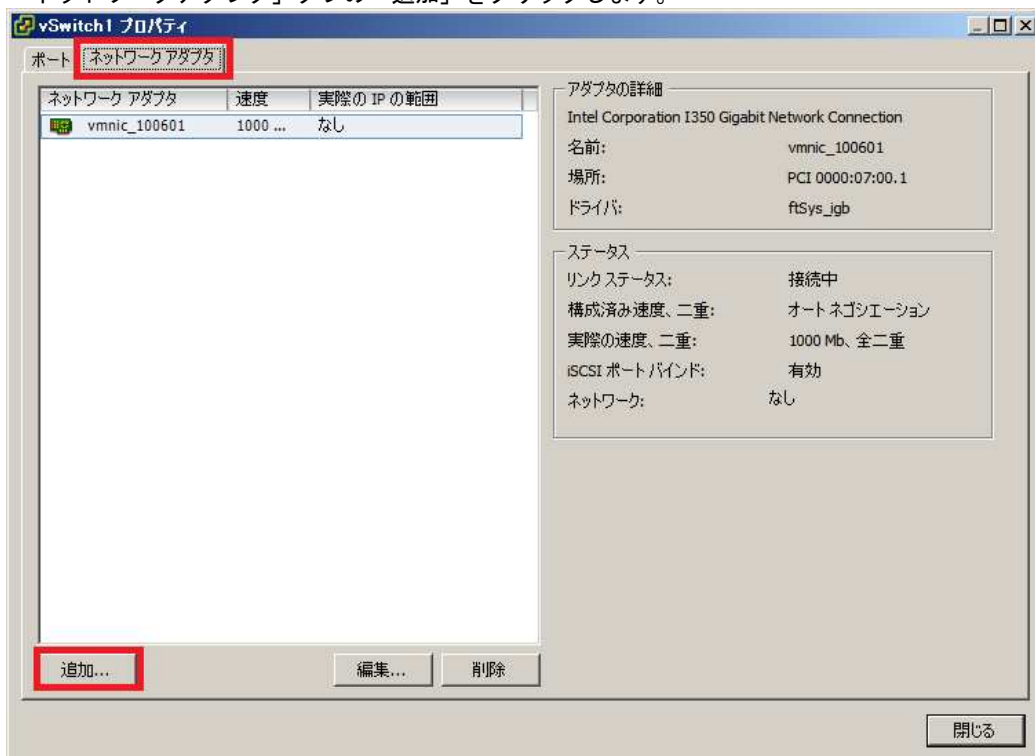 vSwitch1 プロパティ
ポート ネットワーク アダプタ
ネットワーク アダプタ 速度 実際の IP の範囲
vmnic_100601 1000 ... なし
アダプタの詳細
Intel Corporation I350 Gigabit Network Connection
名前: vmnic_100601
場所: PCI 0000:07:00.1
ドライバ: ftSys_igb
ステータス
リンク ステータス: 接続中
構成済み速度、二重: オート ネゴシエーション
実際の速度、二重: 1000 Mb、全二重
iSCSI ポート バインド: 有効
ネットワーク: なし
追加... 編集... 削除
閉じる